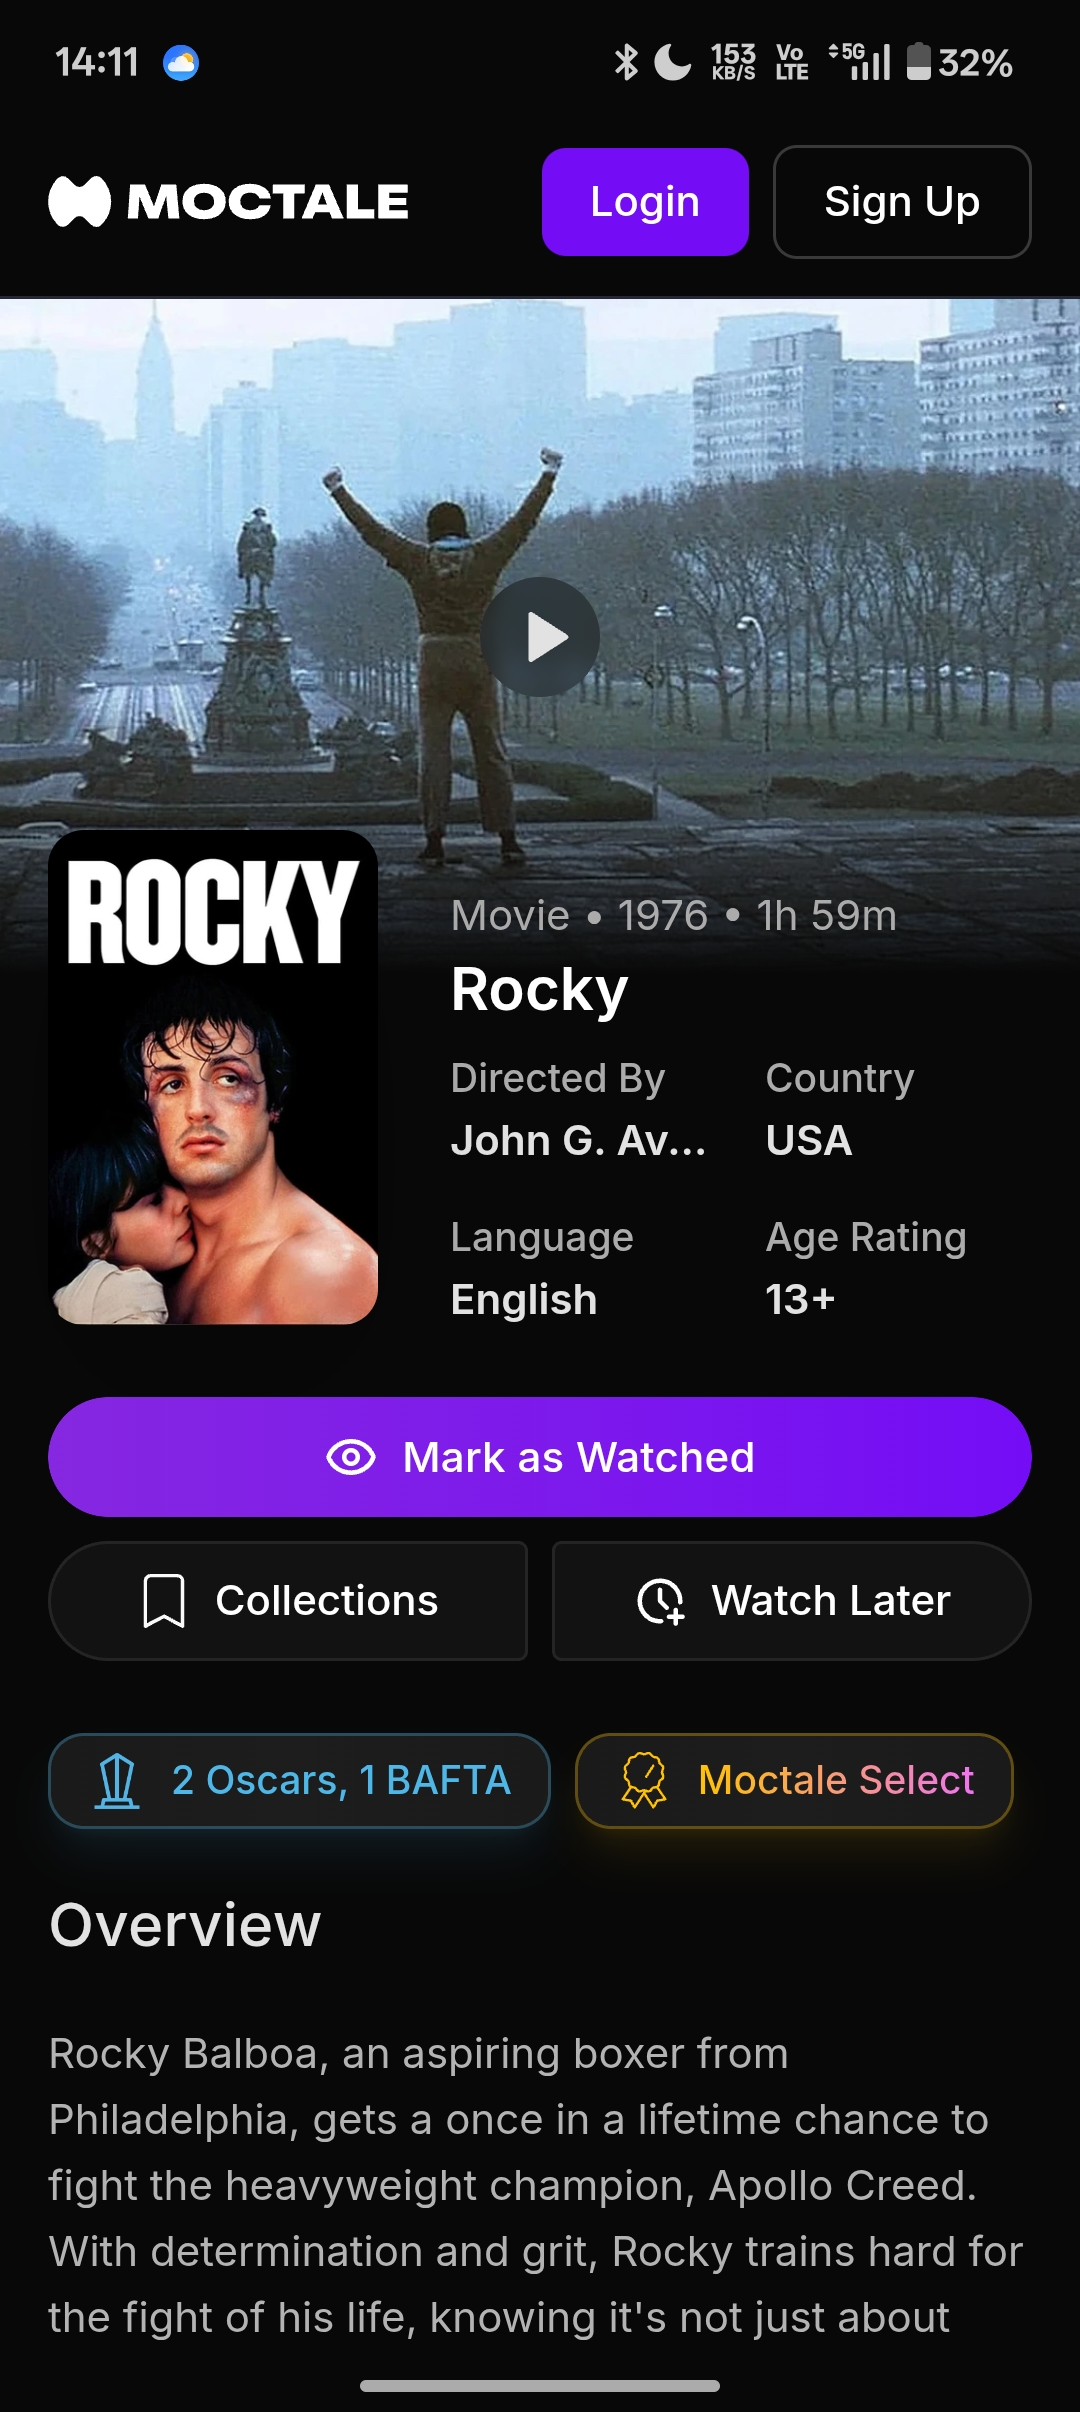 14:11
153 KB/S
Vo LTE
5G
32%
MOCTALE
Login
Sign Up
ROCKY
Movie • 1976 • 1h 59m
Rocky
Directed By
Country
John G. Av...
USA
Language
Age Rating
English
13+
Mark as Watched
Collections
Watch Later
2 Oscars, 1 BAFTA
Moctale Select
Overview
Rocky Balboa, an aspiring boxer from
Philadelphia, gets a once in a lifetime chance to
fight the heavyweight champion, Apollo Creed.
With determination and grit, Rocky trains hard for
the fight of his life, knowing it's not just about